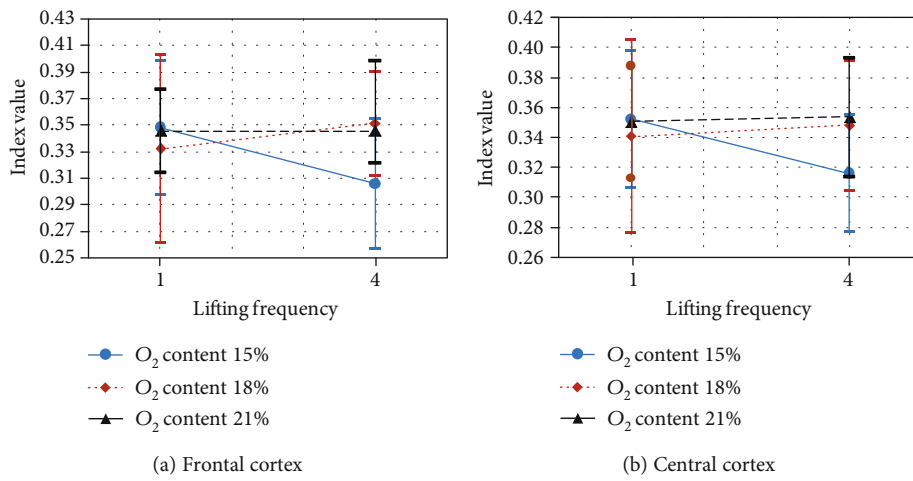 0.43
0.41
0.39
0.37
0.35
0.33
0.31
0.29
0.27
0.25
Index value
1
4
Lifting frequency
O2 content 15%
O2 content 18%
O2 content 21%
(a) Frontal cortex
0.42
0.40
0.38
0.36
0.34
0.32
0.30
0.28
0.26
Index value
1
4
Lifting frequency
O2 content 15%
O2 content 18%
O2 content 21%
(b) Central cortex